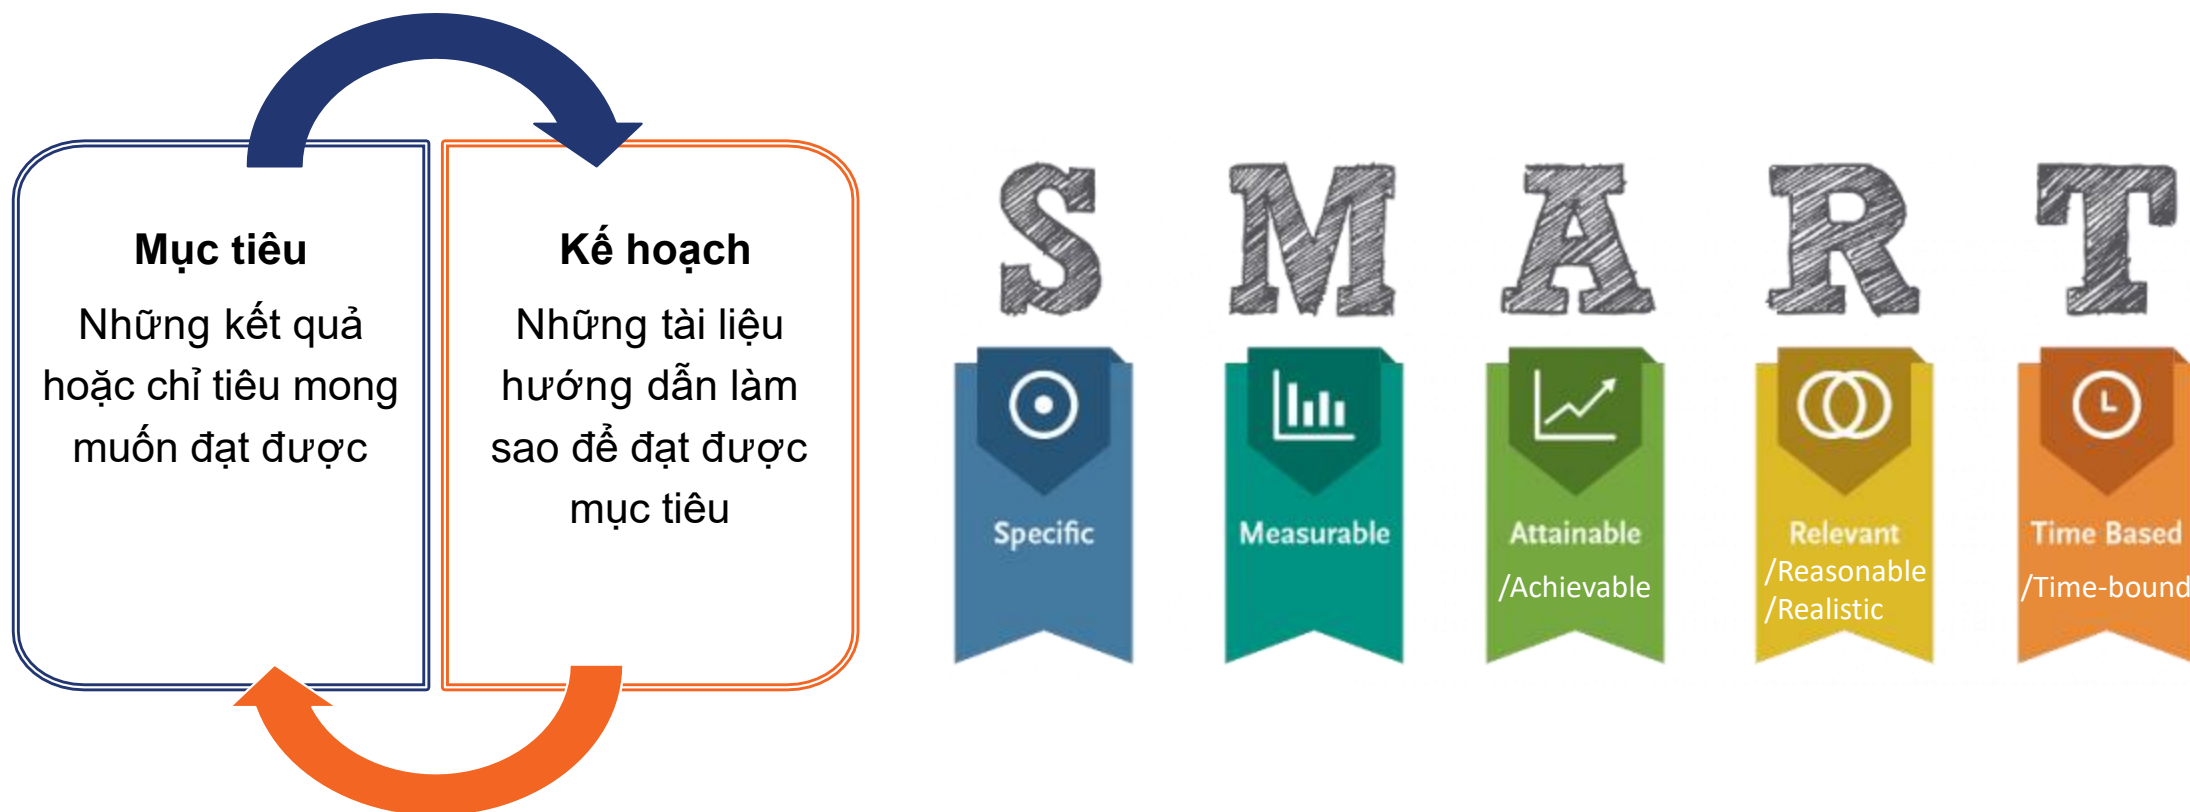 Mục tiêu
Những kết quả
hoặc chỉ tiêu mong
muốn đạt được
Kế hoạch
Những tài liệu
hướng dẫn làm
sao để đạt được
mục tiêu
S M A R T
Specific
Measurable
Attainable
/Achievable
Relevant
/Reasonable
/Realistic
Time Based
/Time-bound